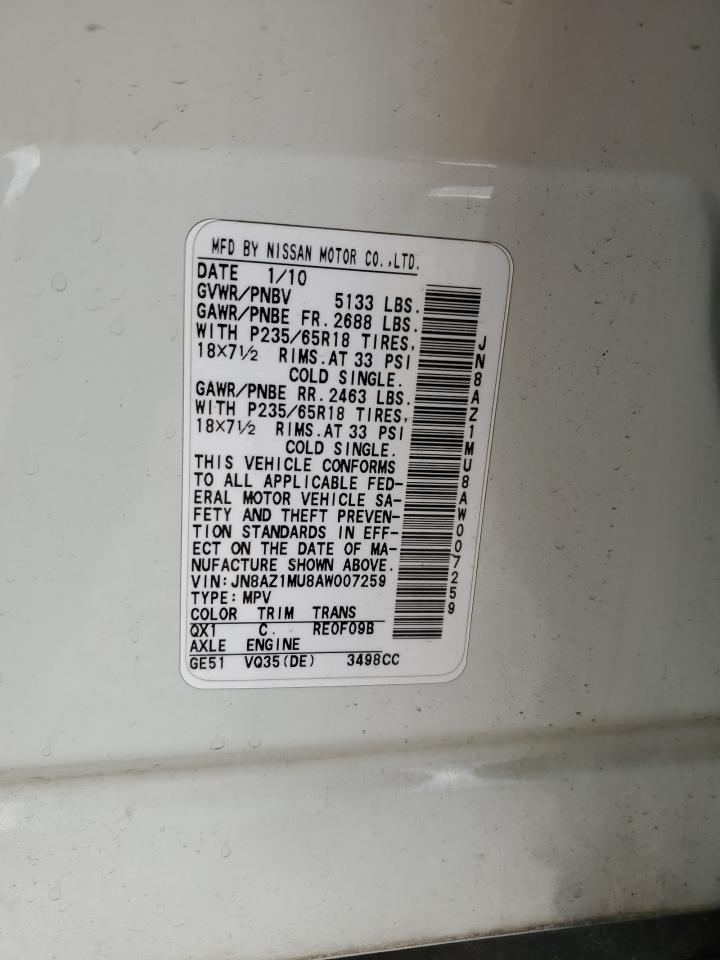 MFD BY NISSAN MOTOR CO.,LTD.
DATE 1/10
GVWR/PNBV 5133 LBS.
GAWR/PNBE FR. 2688 LBS.
WITH P235/65R18 TIRES,
18×7½ RIMS.AT 33 PSI
COLD SINGLE.
GAWR/PNBE RR. 2463 LBS.
WITH P235/65R18 TIRES,
18×7½ RIMS.AT 33 PSI
COLD SINGLE.
THIS VEHICLE CONFORMS
TO ALL APPLICABLE FED-
ERAL MOTOR VEHICLE SA-
FETY AND THEFT PREVEN-
TION STANDARDS IN EFF-
ECT ON THE DATE OF MA-
NUFACTURE SHOWN ABOVE.
VIN:JN8AZ1MU8AW007259
TYPE:MPV
COLOR TRIM TRANS
QX1 C. RE0F09B
AXLE ENGINE
GE51 VQ35(DE) 3498CC
JN8AZ1MU8AW007259